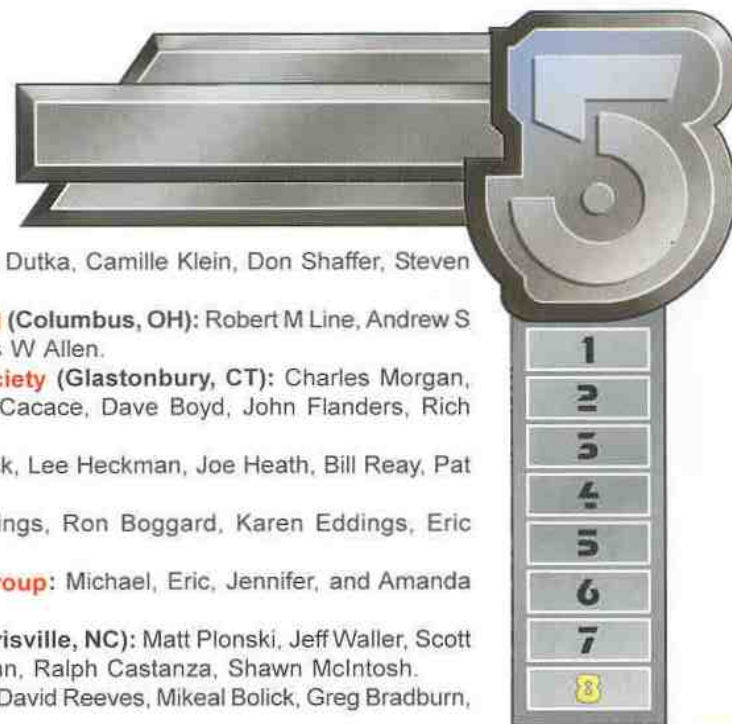 5
Dutka, Camille Klein, Don Shaffer, Steven
(Columbus, OH): Robert M Line, Andrew S
W Allen.
ciety (Glastonbury, CT): Charles Morgan,
Cacace, Dave Boyd, John Flanders, Rich
k, Lee Heckman, Joe Heath, Bill Reay, Pat
ings, Ron Boggard, Karen Eddings, Eric
roup: Michael, Eric, Jennifer, and Amanda
risville, NC): Matt Plonski, Jeff Waller, Scott
n, Ralph Castanza, Shawn McIntosh.
David Reeves, Mikeal Bolick, Greg Bradburn,
1
2
3
4
5
6
7
8